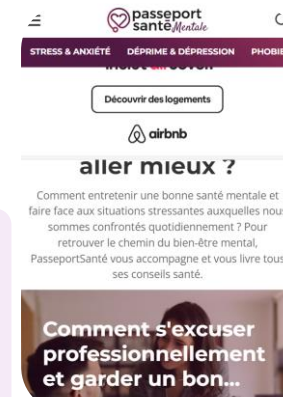 passeport
santé Mentale
STRESS & ANXIÉTÉ DÉPRIME & DÉPRESSION PHOBIE
Découvrir des logements
airbnb
aller mieux ?
Comment entretenir une bonne santé mentale et
faire face aux situations stressantes auxquelles nous
sommes confrontés quotidiennement ? Pour
retrouver le chemin du bien-être mental,
PasseportSanté vous accompagne et vous livre tous
ses conseils santé.
Comment s'excuser
professionnellement
et garder un bon...